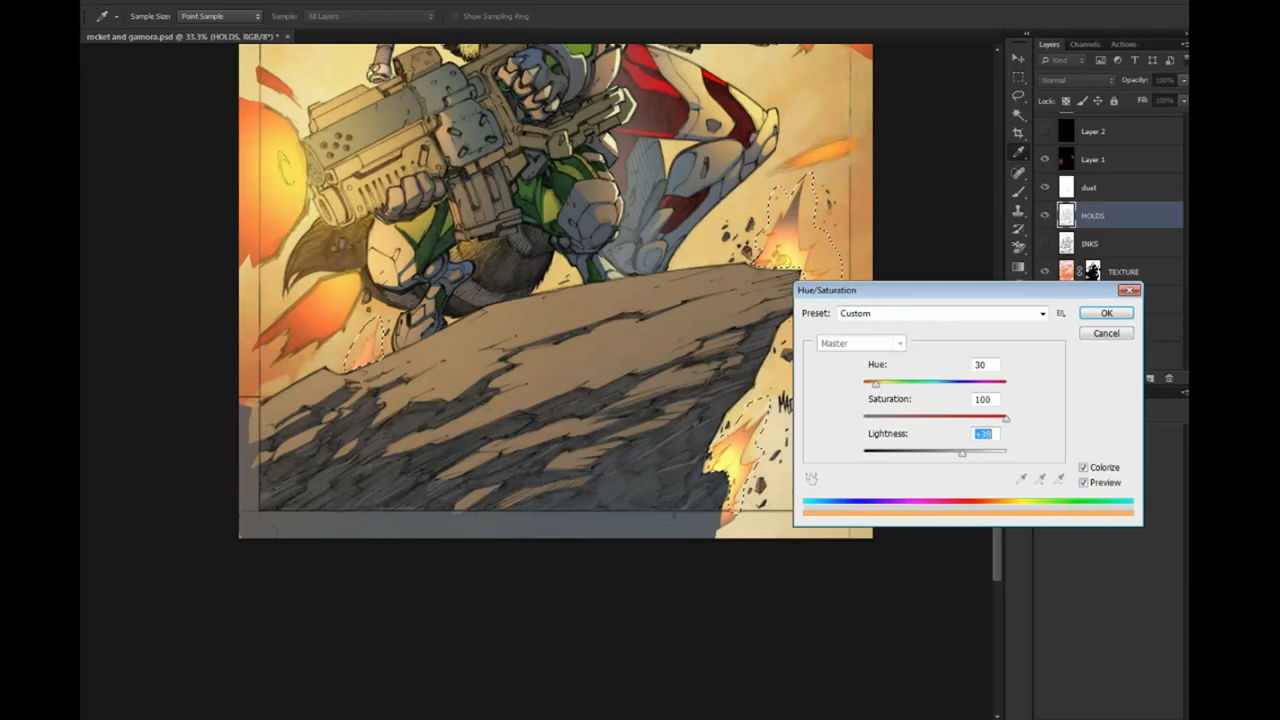 Sample Size: Point Sample Sample: All Layers Show Sampling Ring
rocket and gamora.psd @ 33.3% (HOLDS, RGB/8*) * ×
Layers Channels Actions
Kind
Normal Opacity: 100%
Lock: Fill: 100%
Layer 2
Layer 1
dust
HOLDS
INKS
TEXTURE
Hue/Saturation
Preset: Custom OK
Cancel
Master
Hue: 30
Saturation: 100
Lightness: +38
Colorize
Preview